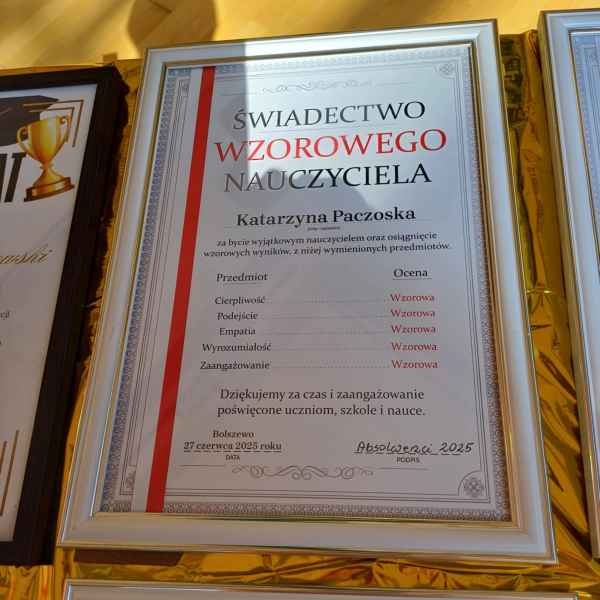 ŚWIADECTWO
WZOROWEGO
NAUCZYCIELA
Katarzyna Paczoska
za bycie wyjątkowym nauczycielem oraz osiągnięcie
wzorowych wyników, z niżej wymienionych przedmiotów.
Przedmiot Ocena
Cierpliwość Wzorowa
Podejście Wzorowa
Empatia Wzorowa
Wyrozumiałość Wzorowa
Zaangażowanie Wzorowa
Dziękujemy za czas i zaangażowanie
poświęcone uczniom, szkole i nauce.
Bolszewo
27 czerwca 2025 roku
DATA
Absolwenci 2025
PODPIS